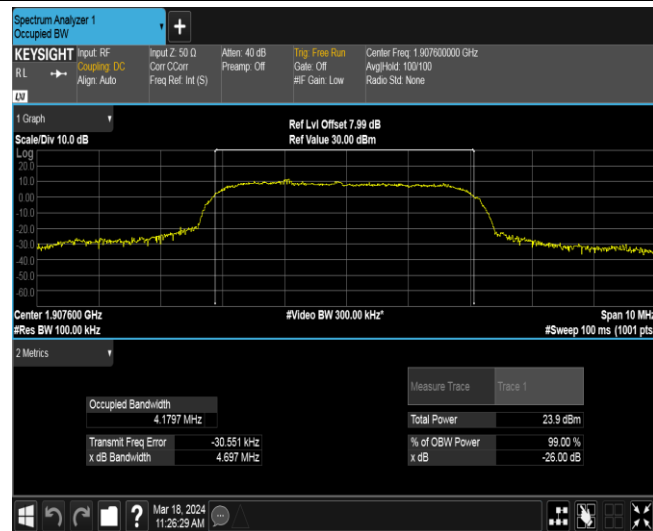 Spectrum Analyzer 1
Occupied BW
+
KEYSIGHT
RL
LXI
Input: RF
Coupling: DC
Align: Auto
Input Z: 50 Ω
Corr CCorr
Freq Ref: Int (S)
Atten: 40 dB
Preamp: Off
Trig: Free Run
Gate: Off
#IF Gain: Low
Center Freq: 1.907600000 GHz
Avg|Hold: 100/100
Radio Std: None
1 Graph
Scale/Div 10.0 dB
Ref Lvl Offset 7.99 dB
Ref Value 30.00 dBm
Log
20.0
10.0
0.00
-10.0
-20.0
-30.0
-40.0
-50.0
-60.0
Center 1.907600 GHz
#Res BW 100.00 kHz
#Video BW 300.00 kHz*
Span 10 MHz
#Sweep 100 ms (1001 pts
2 Metrics
Measure Trace
Trace 1
Occupied Bandwidth
4.1797 MHz
Total Power
23.9 dBm
Transmit Freq Error
-30.551 kHz
% of OBW Power
99.00 %
x dB Bandwidth
4.697 MHz
x dB
-26.00 dB
?
Mar 18, 2024
11:26:29 AM